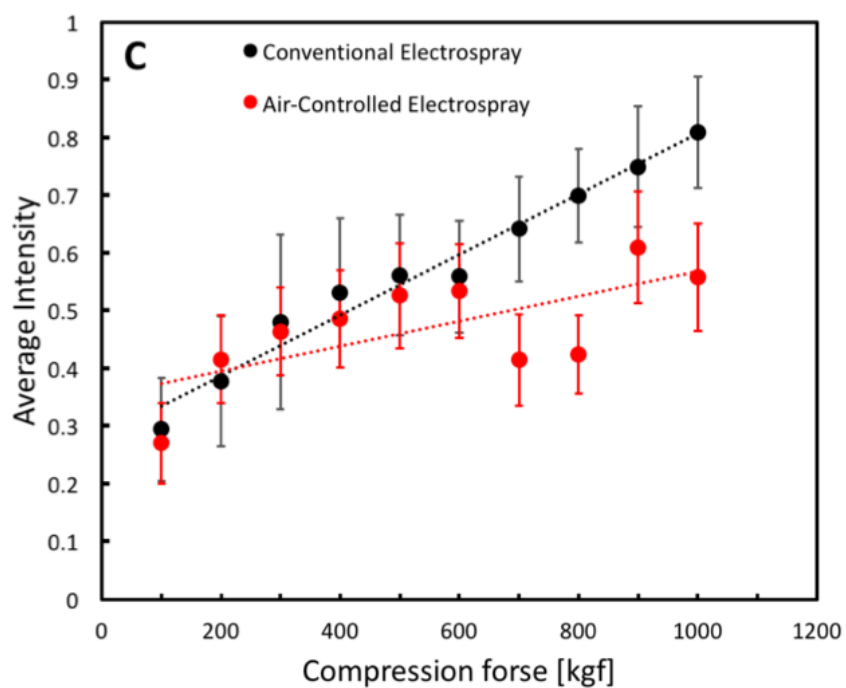 C
Conventional Electrospray
Air-Controlled Electrospray
Average Intensity
1
0.9
0.8
0.7
0.6
0.5
0.4
0.3
0.2
0.1
0
0 200 400 600 800 1000 1200
Compression forse [kgf]